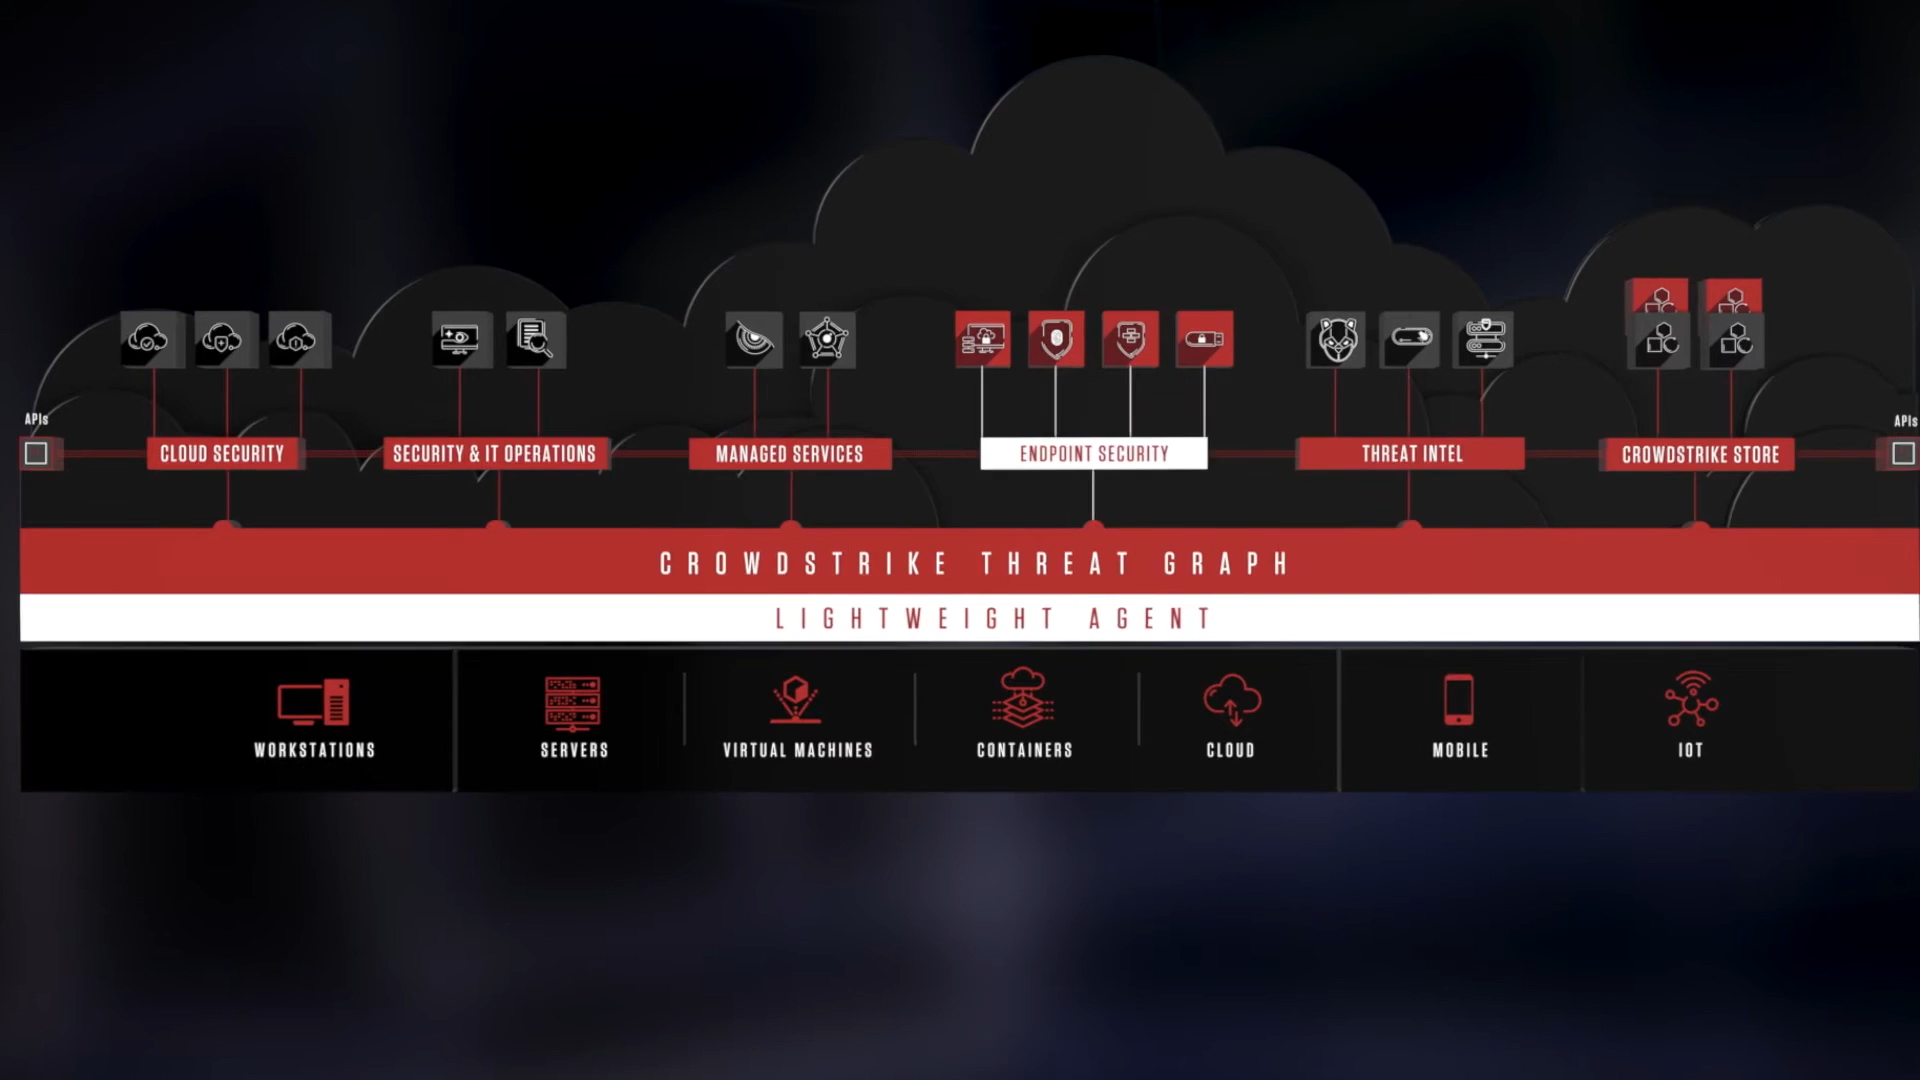 APIs
APIs
CLOUD SECURITY
SECURITY & IT OPERATIONS
MANAGED SERVICES
ENDPOINT SECURITY
THREAT INTEL
CROWDSTRIKE STORE
CROWDSTRIKE THREAT GRAPH
LIGHTWEIGHT AGENT
WORKSTATIONS
SERVERS
VIRTUAL MACHINES
CONTAINERS
CLOUD
MOBILE
IOT